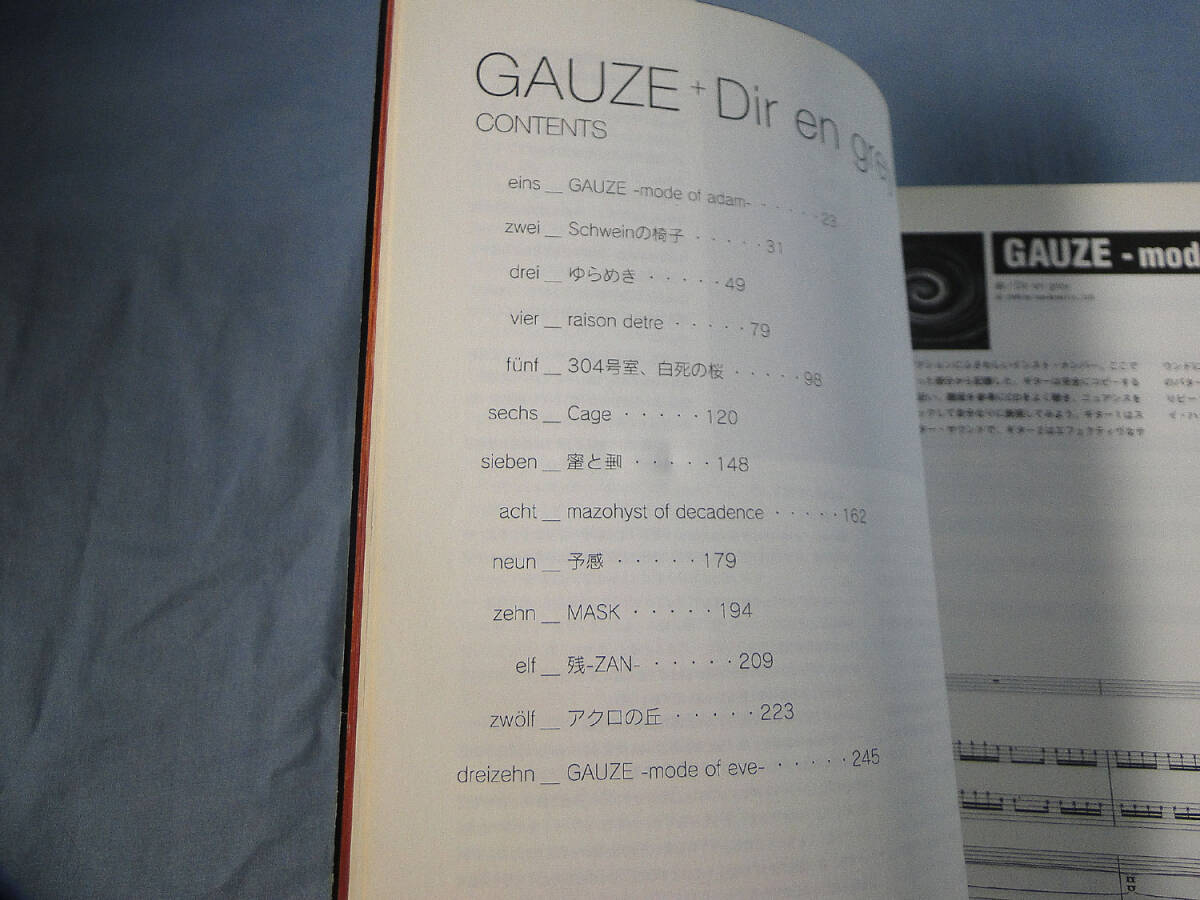 GAUZE + Dir en grey
CONTENTS
eins __ GAUZE -mode of adam- ・・・・・23
zwei __ Schweinの椅子 ・・・・・31
drei __ ゆらめき ・・・・・49
vier __ raison detre ・・・・・79
fünf __ 304号室、白死の桜 ・・・・・98
sechs __ Cage ・・・・・120
sieben __ 蜜と唾 ・・・・・148
acht __ mazohyst of decadence ・・・・・162
neun __ 予感 ・・・・・179
zehn __ MASK ・・・・・194
elf __ 残-ZAN- ・・・・・209
zwölf __ アクロの丘 ・・・・・223
dreizehn __ GAUZE -mode of eve- ・・・・・245
GAUZE - mod